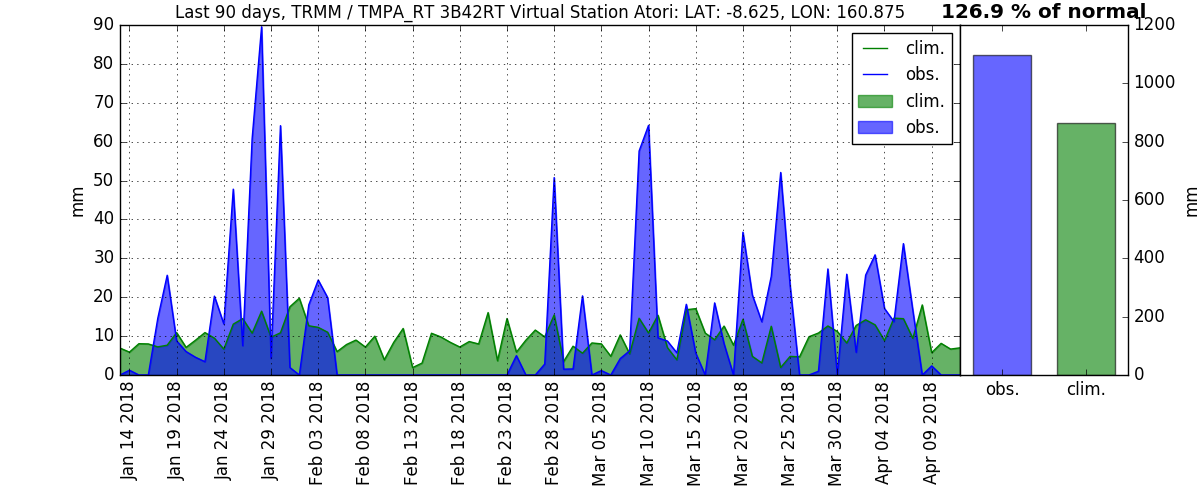 Last 90 days, TRMM / TMPA_RT 3B42RT Virtual Station Atori: LAT: -8.625, LON: 160.875
126.9 % of normal
90
80
70
60
50
40
30
20
10
0
mm
clim.
obs.
clim.
obs.
1200
1000
800
600
400
200
0
mm
Jan 14 2018
Jan 19 2018
Jan 24 2018
Jan 29 2018
Feb 03 2018
Feb 08 2018
Feb 13 2018
Feb 18 2018
Feb 23 2018
Feb 28 2018
Mar 05 2018
Mar 10 2018
Mar 15 2018
Mar 20 2018
Mar 25 2018
Mar 30 2018
Apr 04 2018
Apr 09 2018
obs.
clim.